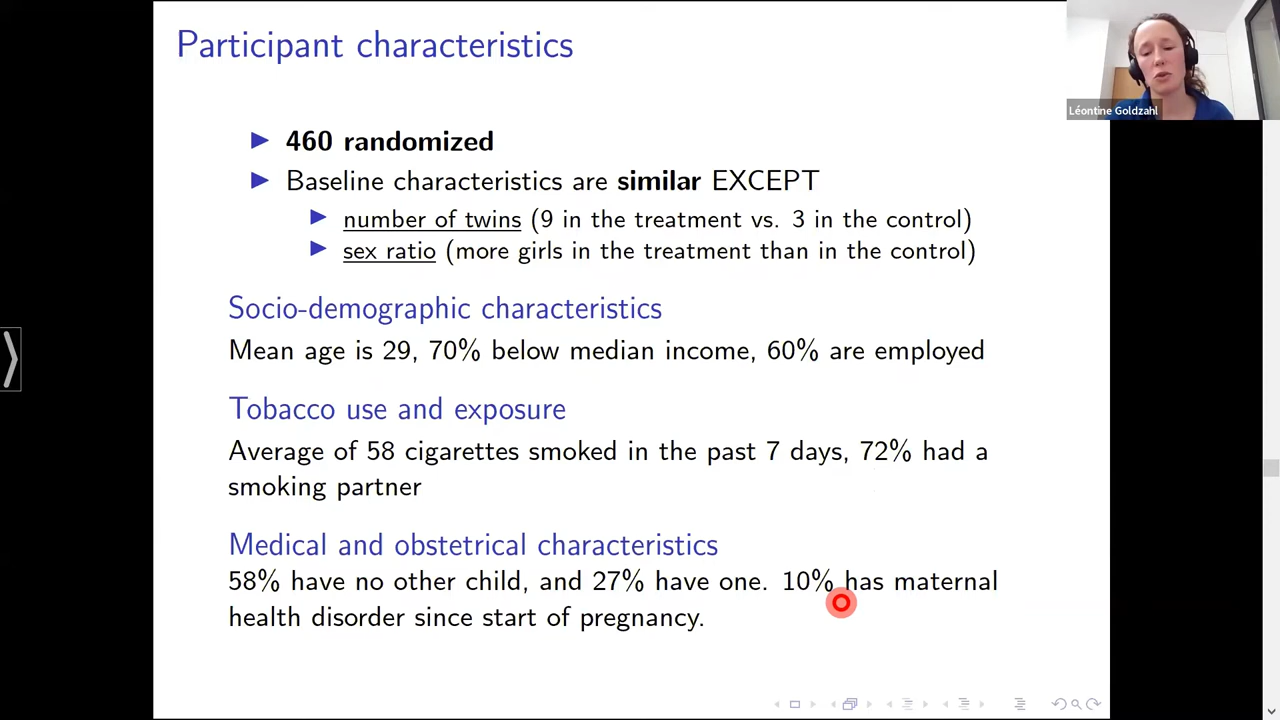 Participant characteristics
Léontine Goldzahl
460 randomized
Baseline characteristics are similar EXCEPT
number of twins (9 in the treatment vs. 3 in the control)
sex ratio (more girls in the treatment than in the control)
Socio-demographic characteristics
Mean age is 29, 70% below median income, 60% are employed
Tobacco use and exposure
Average of 58 cigarettes smoked in the past 7 days, 72% had a
smoking partner
Medical and obstetrical characteristics
58% have no other child, and 27% have one. 10% has maternal
health disorder since start of pregnancy.